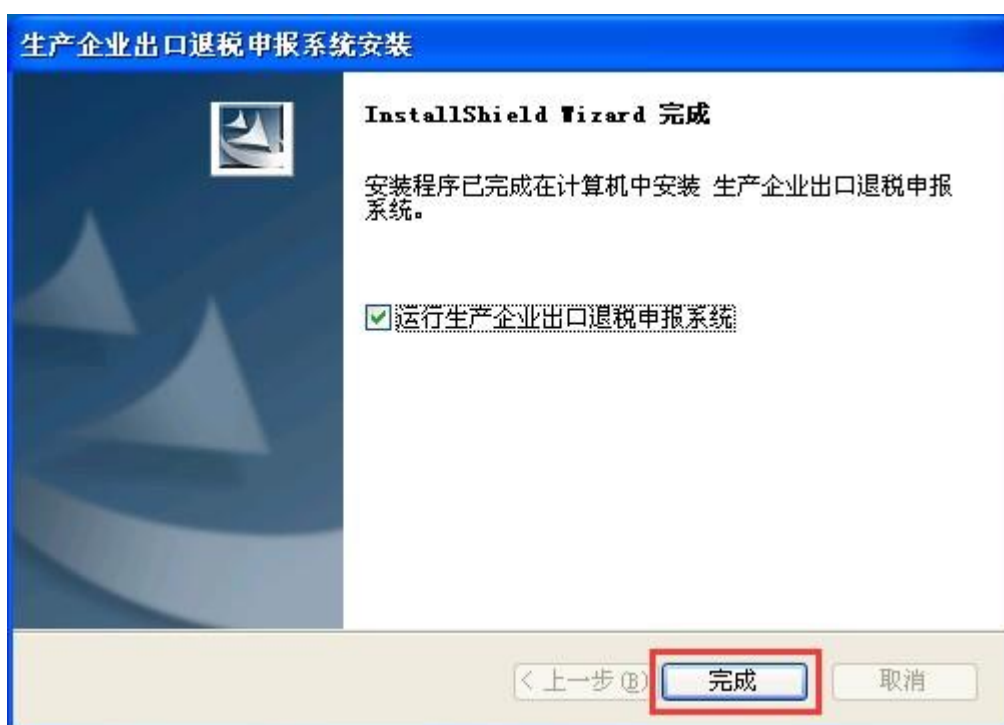 生产企业出口退税申报系统安装
InstallShield Wizard 完成
安装程序已完成在计算机中安装 生产企业出口退税申报
系统。
运行生产企业出口退税申报系统
< 上一步(B) 完成 取消